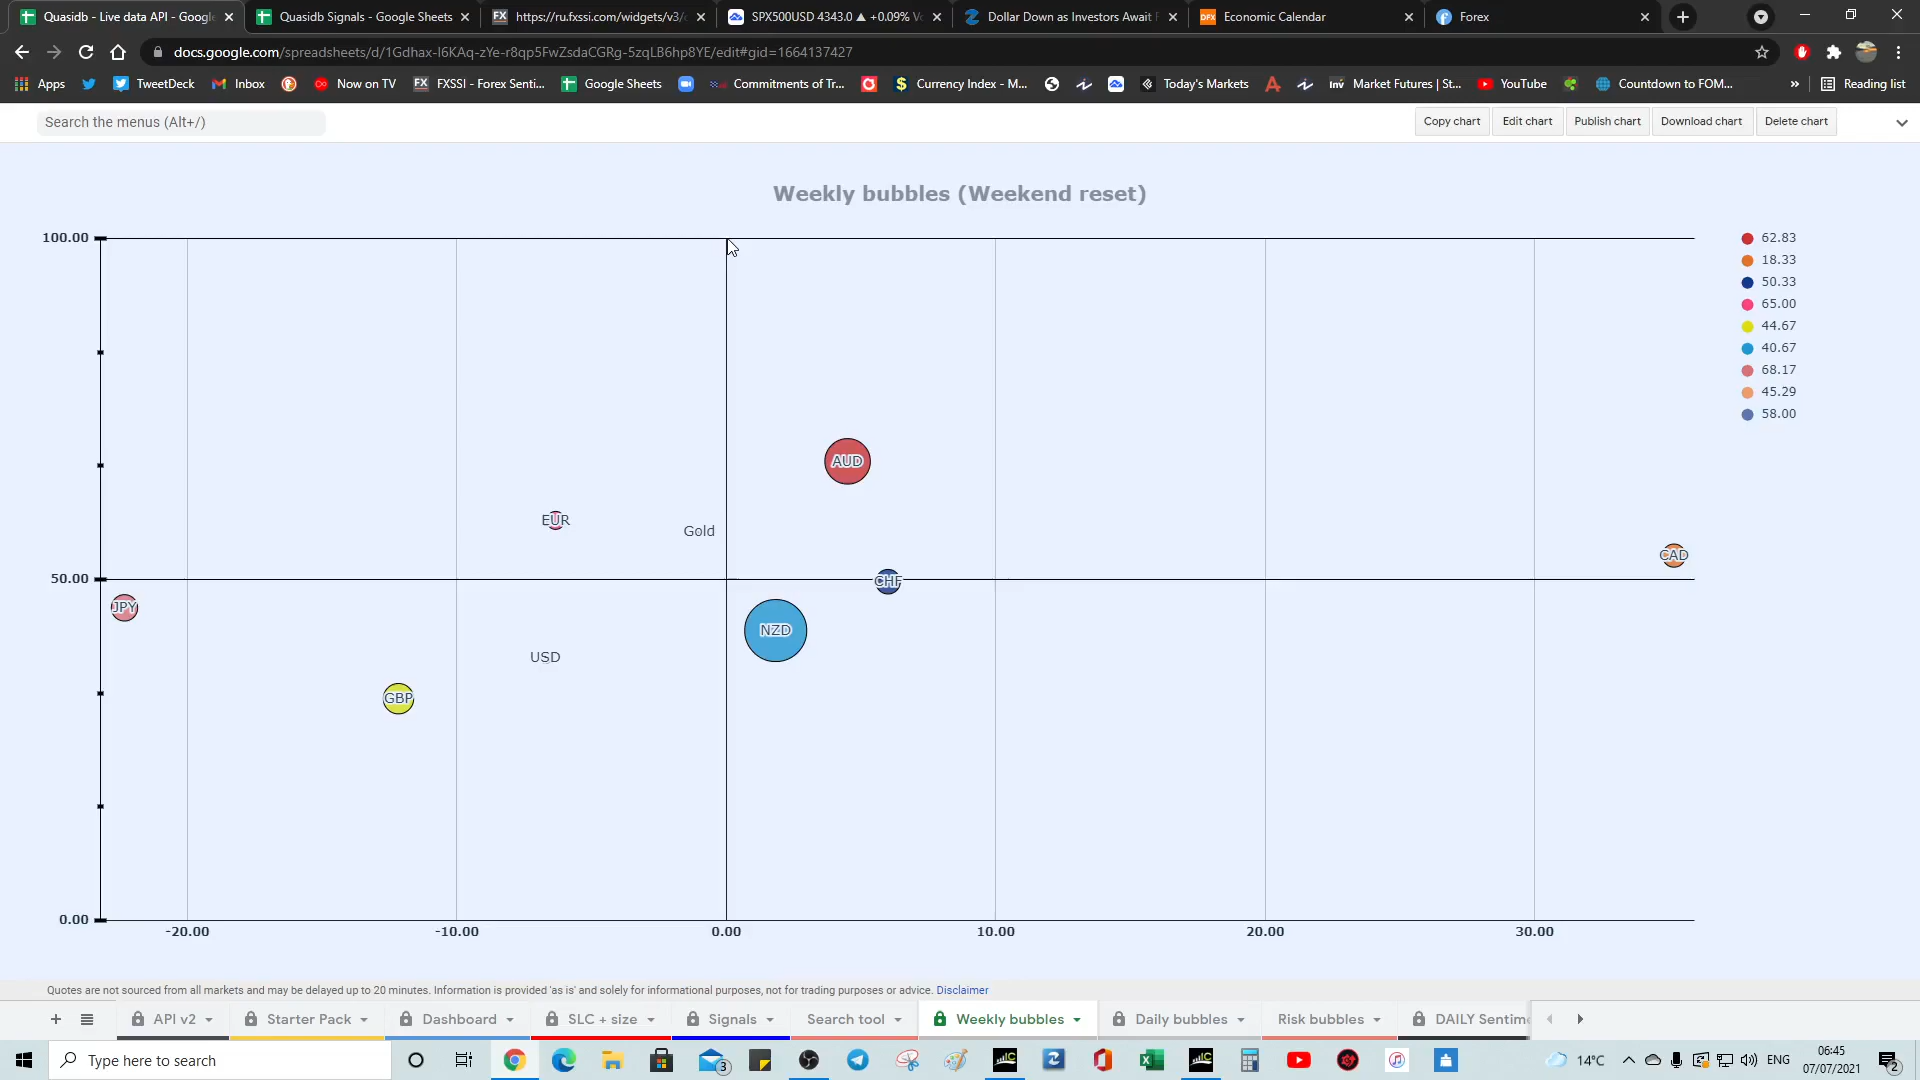 Quasidb - Live data API - Google
Quasidb Signals - Google Sheets
https://ru.fxssi.com/widgets/v3/
SPX500USD 4343.0 ▲ +0.09%
Dollar Down as Investors Await
Economic Calendar
Forex
docs.google.com/spreadsheets/d/1Gdhax-l6KAq-zYe-r8qp5FwZsdaCGRg-5zqLB6hp8YE/edit#gid=1664137427
Apps
TweetDeck
Inbox
Now on TV
FXSSI - Forex Senti...
Google Sheets
Commitments of Tr...
Currency Index - M...
Today's Markets
Inv Market Futures | St...
YouTube
Countdown to FOM...
»
Reading list
Search the menus (Alt+/)
Copy chart
Edit chart
Publish chart
Download chart
Delete chart
Weekly bubbles (Weekend reset)
100.00
50.00
0.00
62.83
18.33
50.33
65.00
44.67
40.67
68.17
45.29
58.00
AUD
EUR
Gold
CAD
CHF
JPY
NZD
USD
GBP
-20.00
-10.00
0.00
10.00
20.00
30.00
Quotes are not sourced from all markets and may be delayed up to 20 minutes. Information is provided 'as is' and solely for informational purposes, not for trading purposes or advice. Disclaimer
API v2
Starter Pack
Dashboard
SLC + size
Signals
Search tool
Weekly bubbles
Daily bubbles
Risk bubbles
DAILY Sentim
Type here to search
3
14°C
ENG
06:45
07/07/2021
2